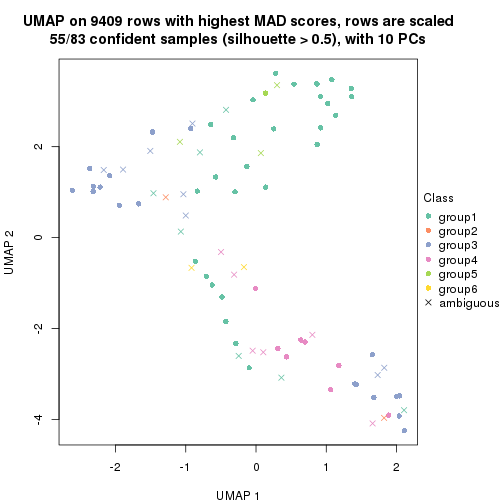 UMAP on 9409 rows with highest MAD scores, rows are scaled
55/83 confident samples (silhouette > 0.5), with 10 PCs
Class
group1
group2
group3
group4
group5
group6
ambiguous
UMAP 2
2
0
-2
-4
-2
-1
0
1
2
UMAP 1